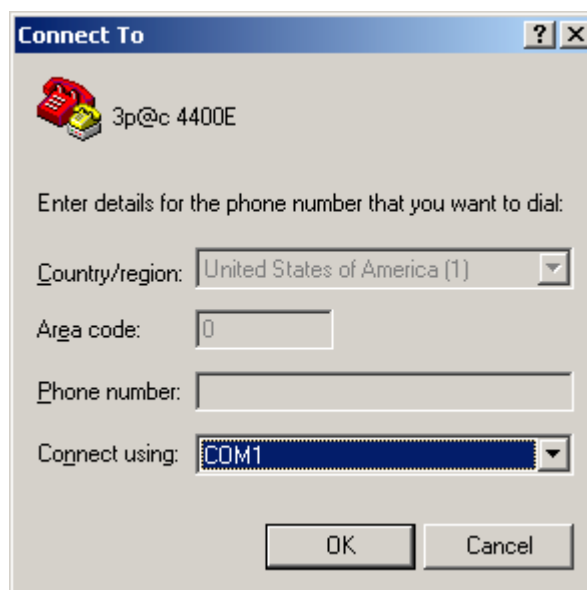 Connect To
3p@c 4400E
Enter details for the phone number that you want to dial:
Country/region: United States of America (1)
Area code: 0
Phone number:
Connect using: COM1
OK Cancel